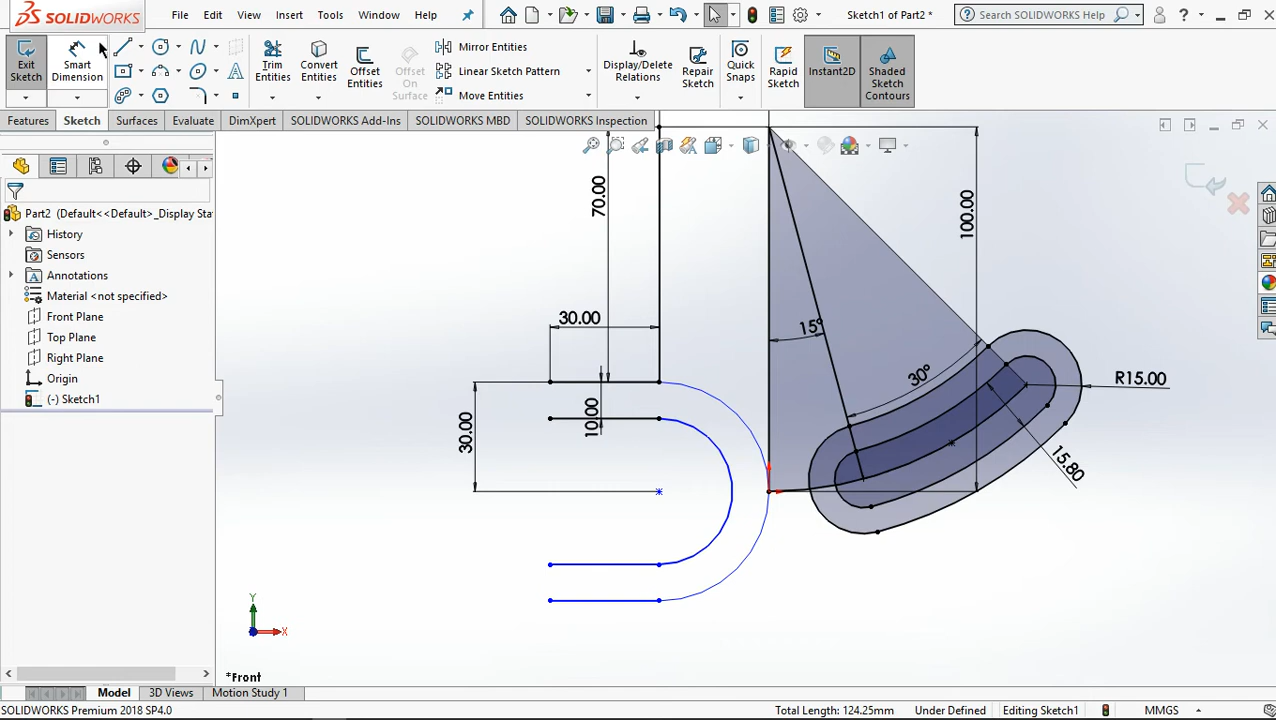 SOLIDWORKS File Edit View Insert Tools Window Help Sketch1 of Part2 * Search SOLIDWORKS Help ?
Exit Sketch
Smart Dimension
Trim Entities
Convert Entities
Offset Entities
Offset On Surface
Mirror Entities
Linear Sketch Pattern
Move Entities
Display/Delete Relations
Repair Sketch
Quick Snaps
Rapid Sketch
Instant2D
Shaded Sketch Contours
Features Sketch Surfaces Evaluate DimXpert SOLIDWORKS Add-Ins SOLIDWORKS MBD SOLIDWORKS Inspection
Part2 (Default<<Default>_Display Sta
History
Sensors
Annotations
Material <not specified>
Front Plane
Top Plane
Right Plane
Origin
(-) Sketch1
70.00
100.00
30.00
15°
30°
R15.00
10.00
30.00
15.80
Y
X
*Front
Model 3D Views Motion Study 1
SOLIDWORKS Premium 2018 SP4.0 Total Length: 124.25mm Under Defined Editing Sketch1 MMGS